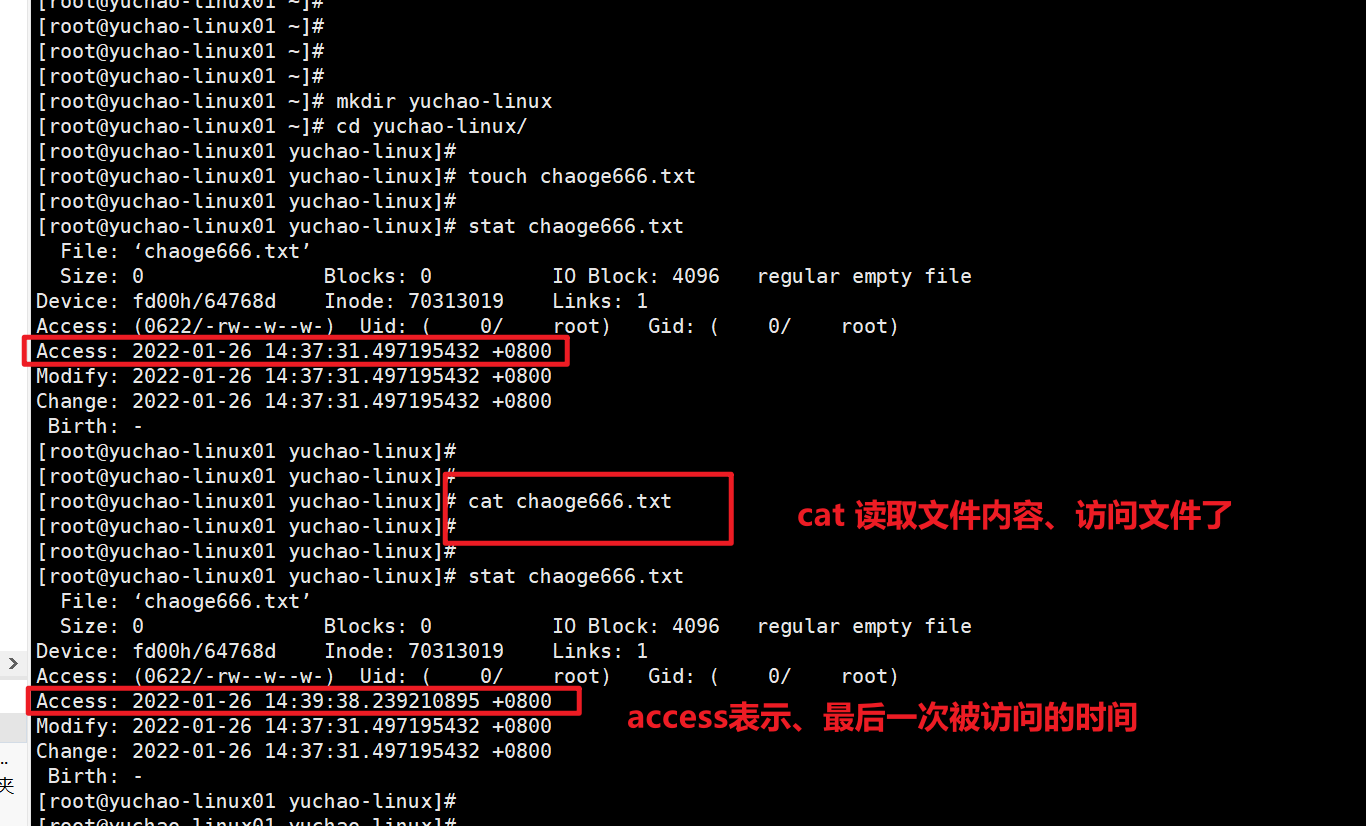 [root@yuchao-linux01 ~]#
[root@yuchao-linux01 ~]#
[root@yuchao-linux01 ~]#
[root@yuchao-linux01 ~]#
[root@yuchao-linux01 ~]# mkdir yuchao-linux
[root@yuchao-linux01 ~]# cd yuchao-linux/
[root@yuchao-linux01 yuchao-linux]#
[root@yuchao-linux01 yuchao-linux]# touch chaoge666.txt
[root@yuchao-linux01 yuchao-linux]#
[root@yuchao-linux01 yuchao-linux]# stat chaoge666.txt
  File: ‘chaoge666.txt’
  Size: 0               Blocks: 0          IO Block: 4096   regular empty file
Device: fd00h/64768d    Inode: 70313019    Links: 1
Access: (0622/-rw--w--w-)  Uid: (    0/    root)   Gid: (    0/    root)
Access: 2022-01-26 14:37:31.497195432 +0800
Modify: 2022-01-26 14:37:31.497195432 +0800
Change: 2022-01-26 14:37:31.497195432 +0800
 Birth: -
[root@yuchao-linux01 yuchao-linux]#
[root@yuchao-linux01 yuchao-linux]#
[root@yuchao-linux01 yuchao-linux]# cat chaoge666.txt
cat 读取文件内容、访问文件了
[root@yuchao-linux01 yuchao-linux]#
[root@yuchao-linux01 yuchao-linux]#
[root@yuchao-linux01 yuchao-linux]# stat chaoge666.txt
  File: ‘chaoge666.txt’
  Size: 0               Blocks: 0          IO Block: 4096   regular empty file
Device: fd00h/64768d    Inode: 70313019    Links: 1
Access: (0622/-rw--w--w-)  Uid: (    0/    root)   Gid: (    0/    root)
Access: 2022-01-26 14:39:38.239210895 +0800
access表示、最后一次被访问的时间
Modify: 2022-01-26 14:37:31.497195432 +0800
Change: 2022-01-26 14:37:31.497195432 +0800
 Birth: -
..
夹
[root@yuchao-linux01 yuchao-linux]#
[root@yuchao-linux01 yuchao-linux]#